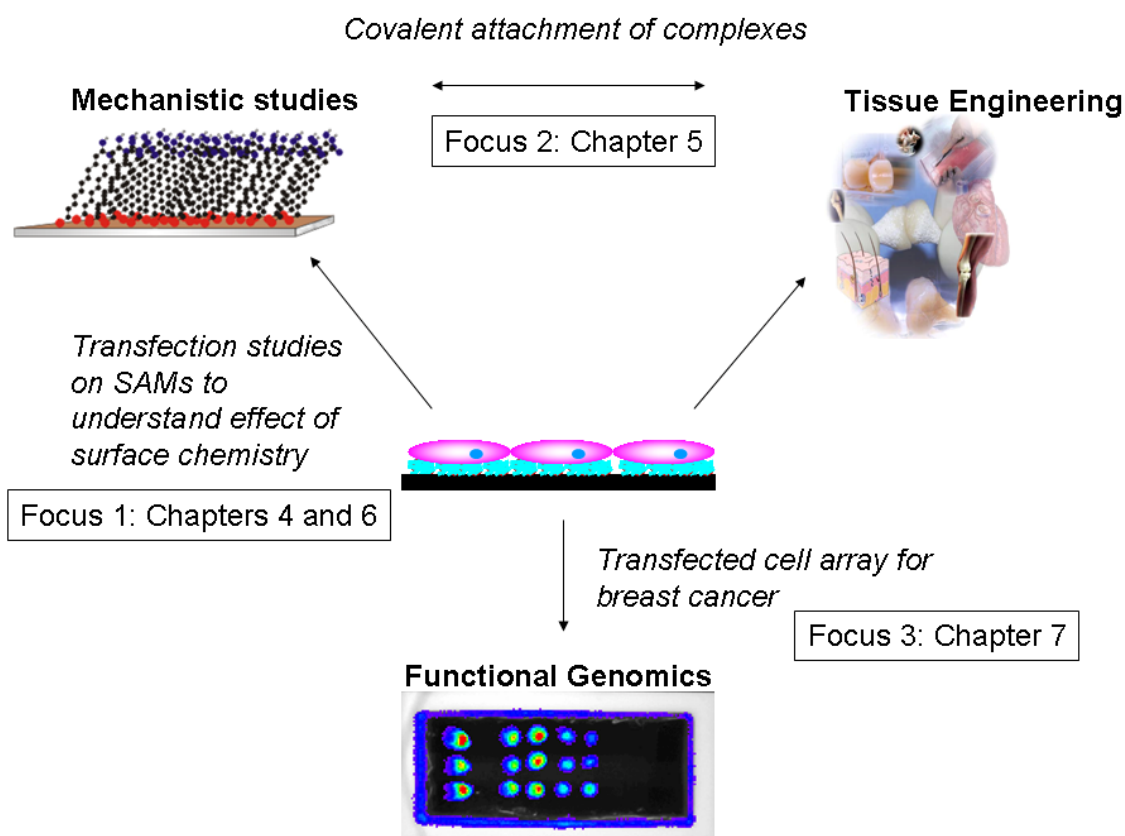 Covalent attachment of complexes
Mechanistic studies
Tissue Engineering
Focus 2: Chapter 5
Transfection studies
on SAMs to
understand effect of
surface chemistry
Focus 1: Chapters 4 and 6
Transfected cell array for
breast cancer
Focus 3: Chapter 7
Functional Genomics